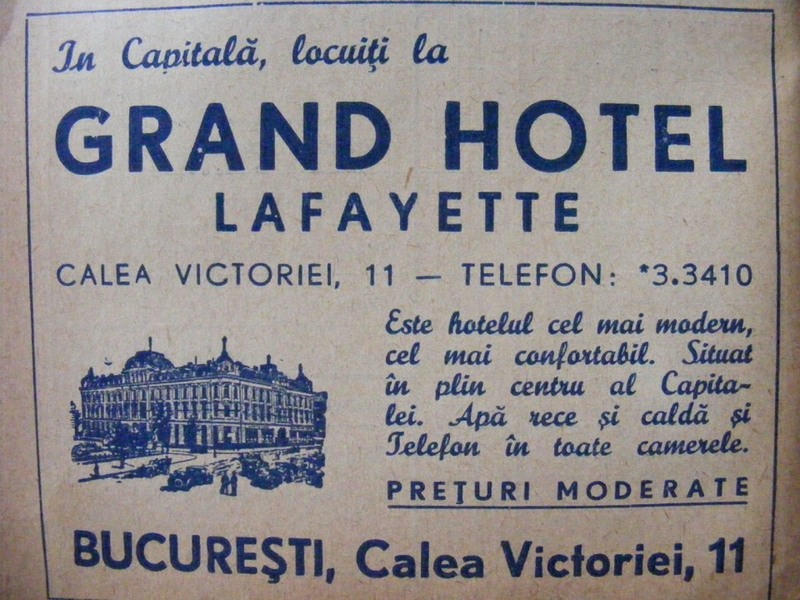 In Capitală, locuiţi la
GRAND HOTEL
LAFAYETTE
CALEA VICTORIEI, 11 — TELEFON: *3.3410
Este hotelul cel mai modern,
cel mai confortabil. Situat
în plin centru al Capita-
lei. Apă rece şi caldă şi
Telefon în toate camerele.
PREŢURI MODERATE
BUCUREŞTI, Calea Victoriei, 11